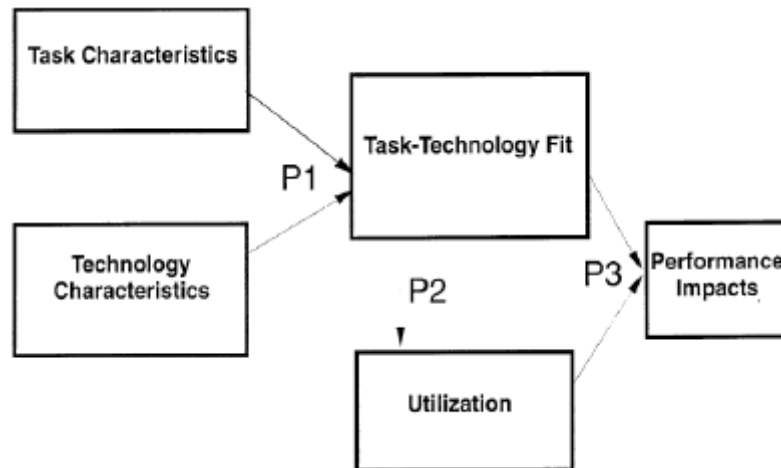 Task Characteristics
Task-Technology Fit
P1
Technology
Characteristics
P2
P3
Performance
Impacts
Utilization